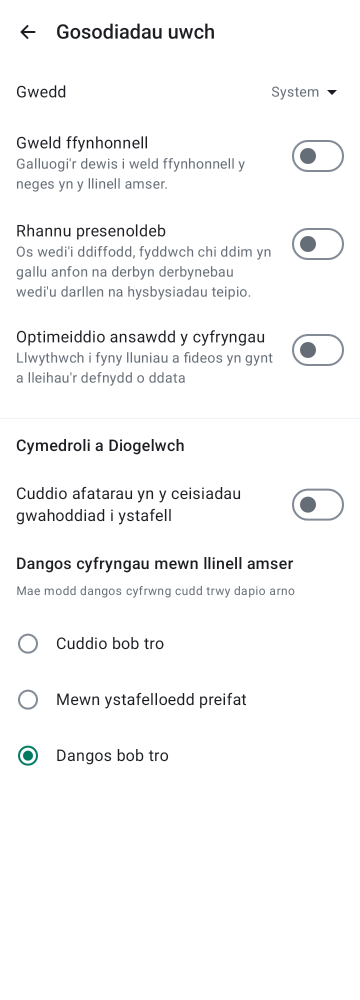 Gosodiadau uwch
Gwedd
System
Gweld ffynhonnell
Galluogi'r dewis i weld ffynhonnell y
neges yn y llinell amser.
Rhannu presenoldeb
Os wedi'i ddiffodd, fyddwch chi ddim yn
gallu anfon na derbyn derbynebau
wedi'u darllen na hysbysiadau teipio.
Optimeiddio ansawdd y cyfryngau
Llwythwch i fyny lluniau a fideos yn gynt
a lleihau'r defnydd o ddata
Cymedroli a Diogelwch
Cuddio afatarau yn y ceisiadau
gwahoddiad i ystafell
Dangos cyfryngau mewn llinell amser
Mae modd dangos cyfrwng cudd trwy dapio arno
Cuddio bob tro
Mewn ystafelloedd preifat
Dangos bob tro